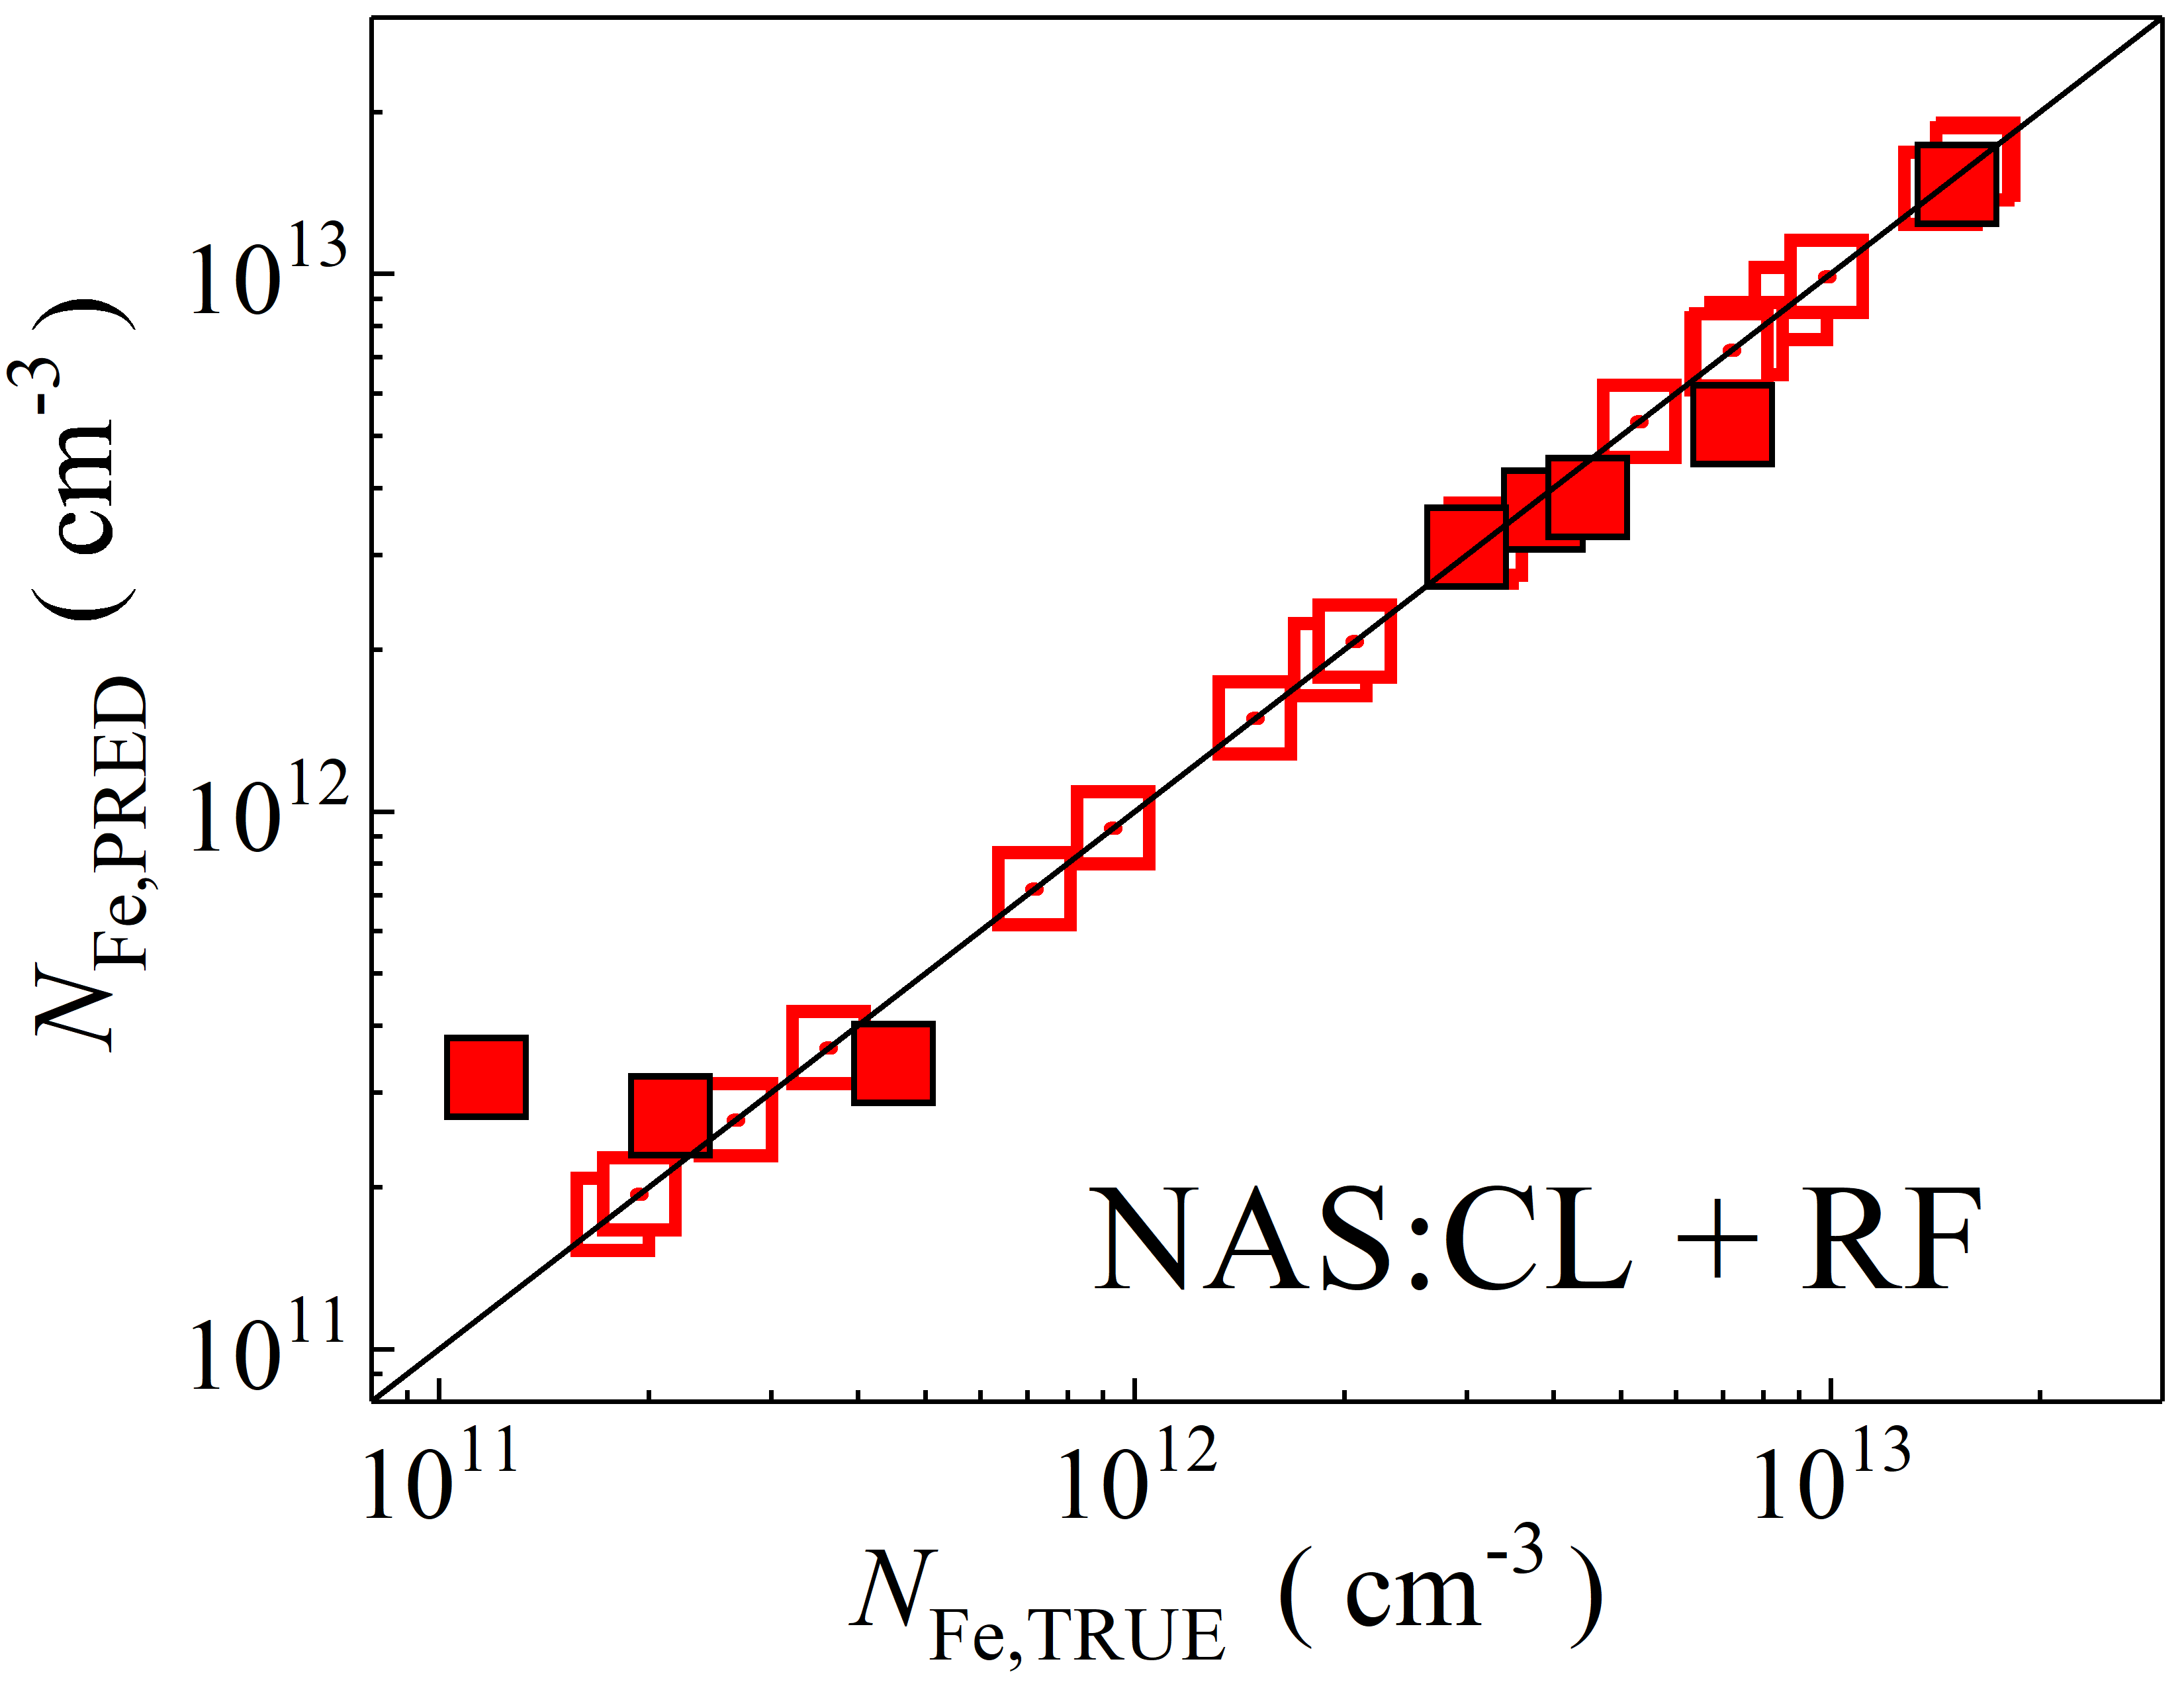 N_Fe,PRED ( cm^-3 )
10^13
10^12
10^11
NAS:CL + RF
10^11 10^12 10^13
N_Fe,TRUE ( cm^-3 )